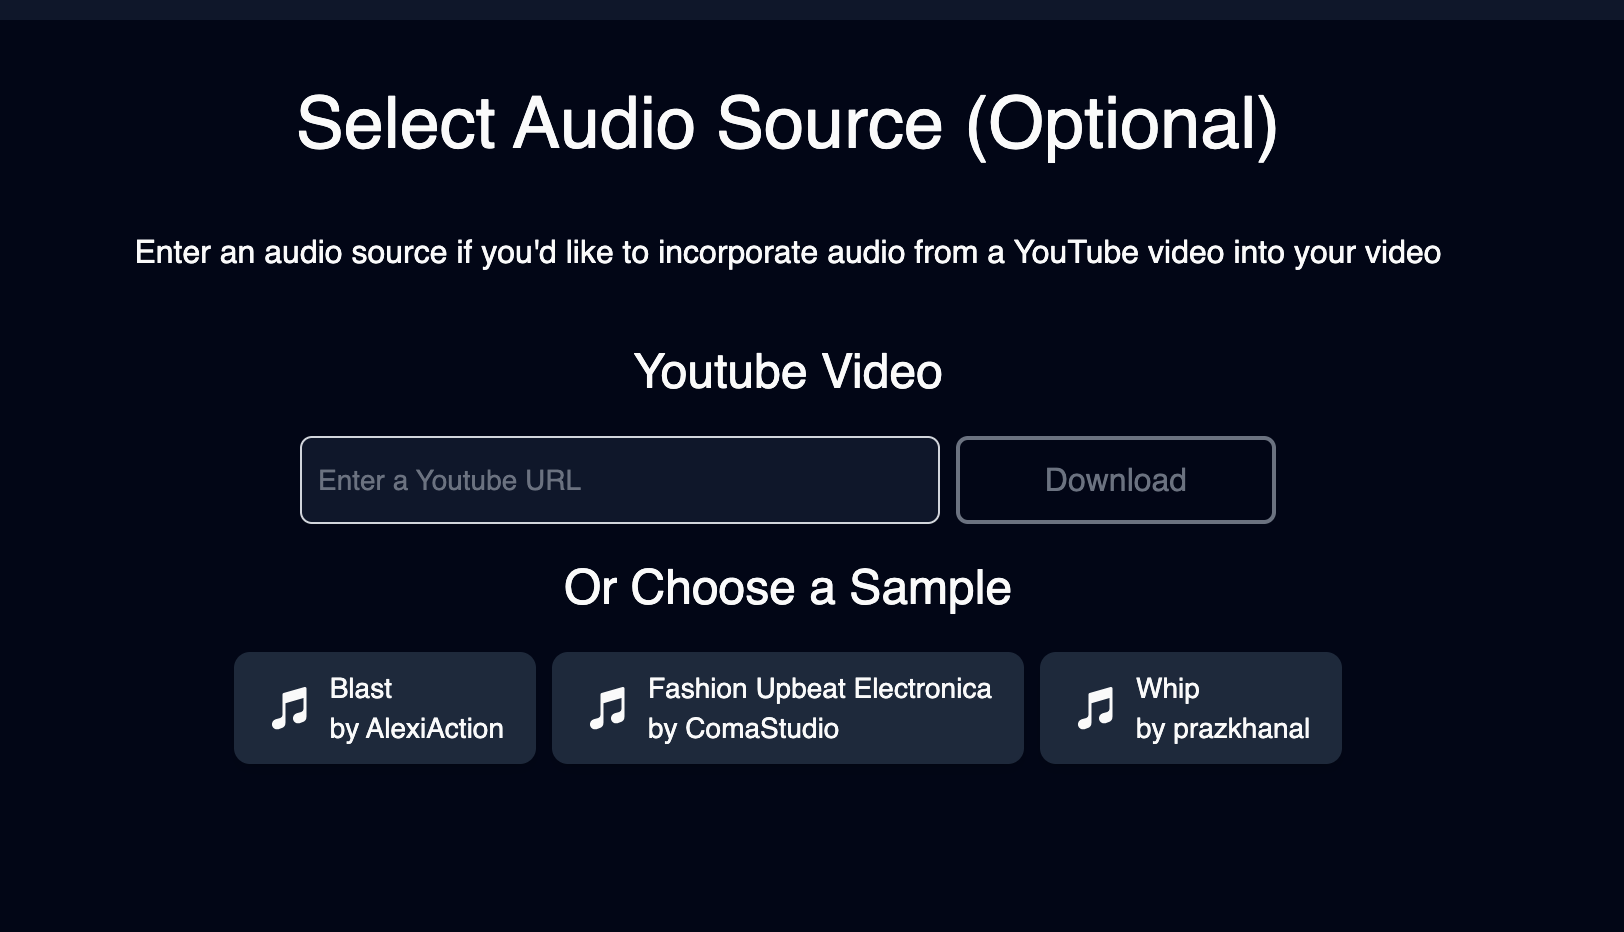 Select Audio Source (Optional)
Enter an audio source if you'd like to incorporate audio from a YouTube video into your video
Youtube Video
Enter a Youtube URL
Download
Or Choose a Sample
Blast
by AlexiAction
Fashion Upbeat Electronica
by ComaStudio
Whip
by prazkhanal